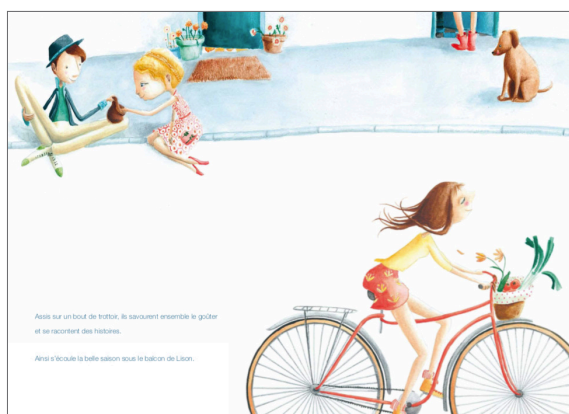 Assis sur un bout de trottoir, ils savourent ensemble le goûter
et se racontent des histoires.
Ainsi s'écoule la belle saison sous le balcon de Lison.